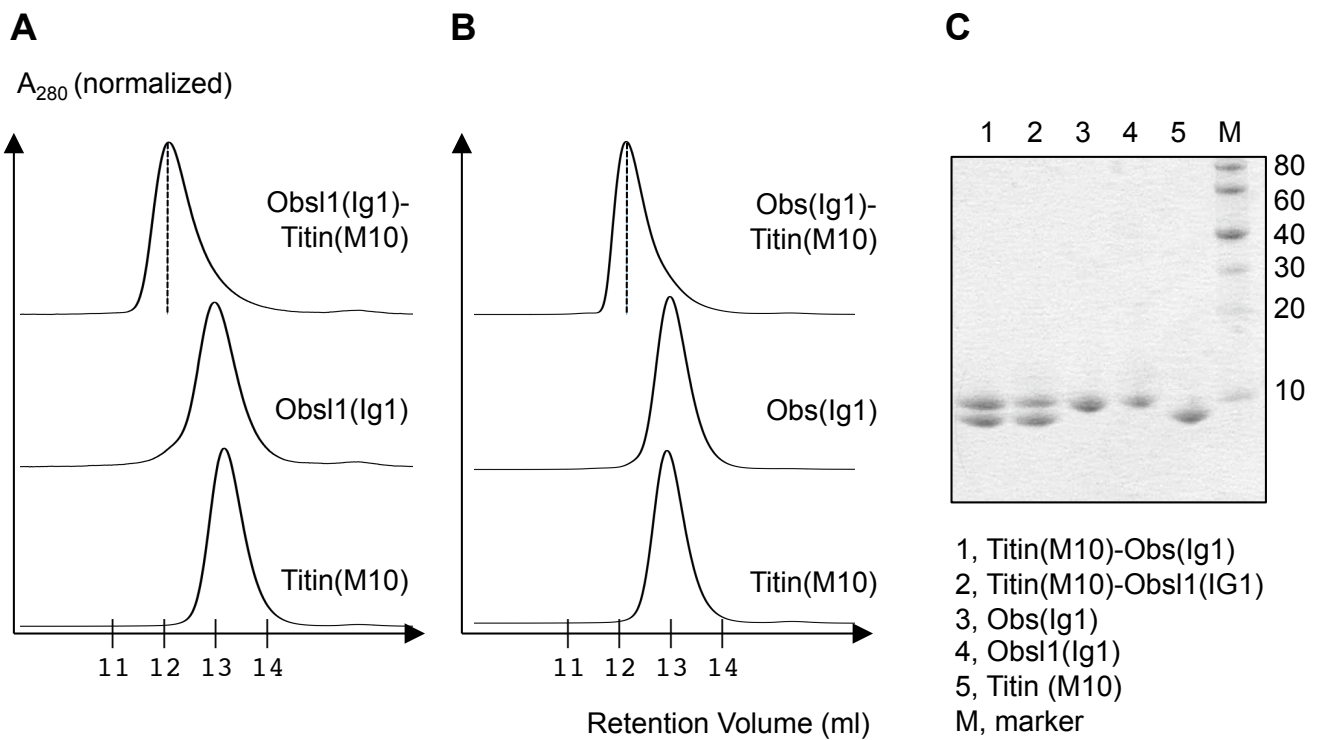 A
B
C
A280 (normalized)
Obsl1(Ig1)-
Titin(M10)
Obsl1(Ig1)
Titin(M10)
11 12 13 14
Obs(Ig1)-
Titin(M10)
Obs(Ig1)
Titin(M10)
11 12 13 14
Retention Volume (ml)
1 2 3 4 5 M
80
60
40
30
20
10
1, Titin(M10)-Obs(Ig1)
2, Titin(M10)-Obsl1(IG1)
3, Obs(Ig1)
4, Obsl1(Ig1)
5, Titin (M10)
M, marker